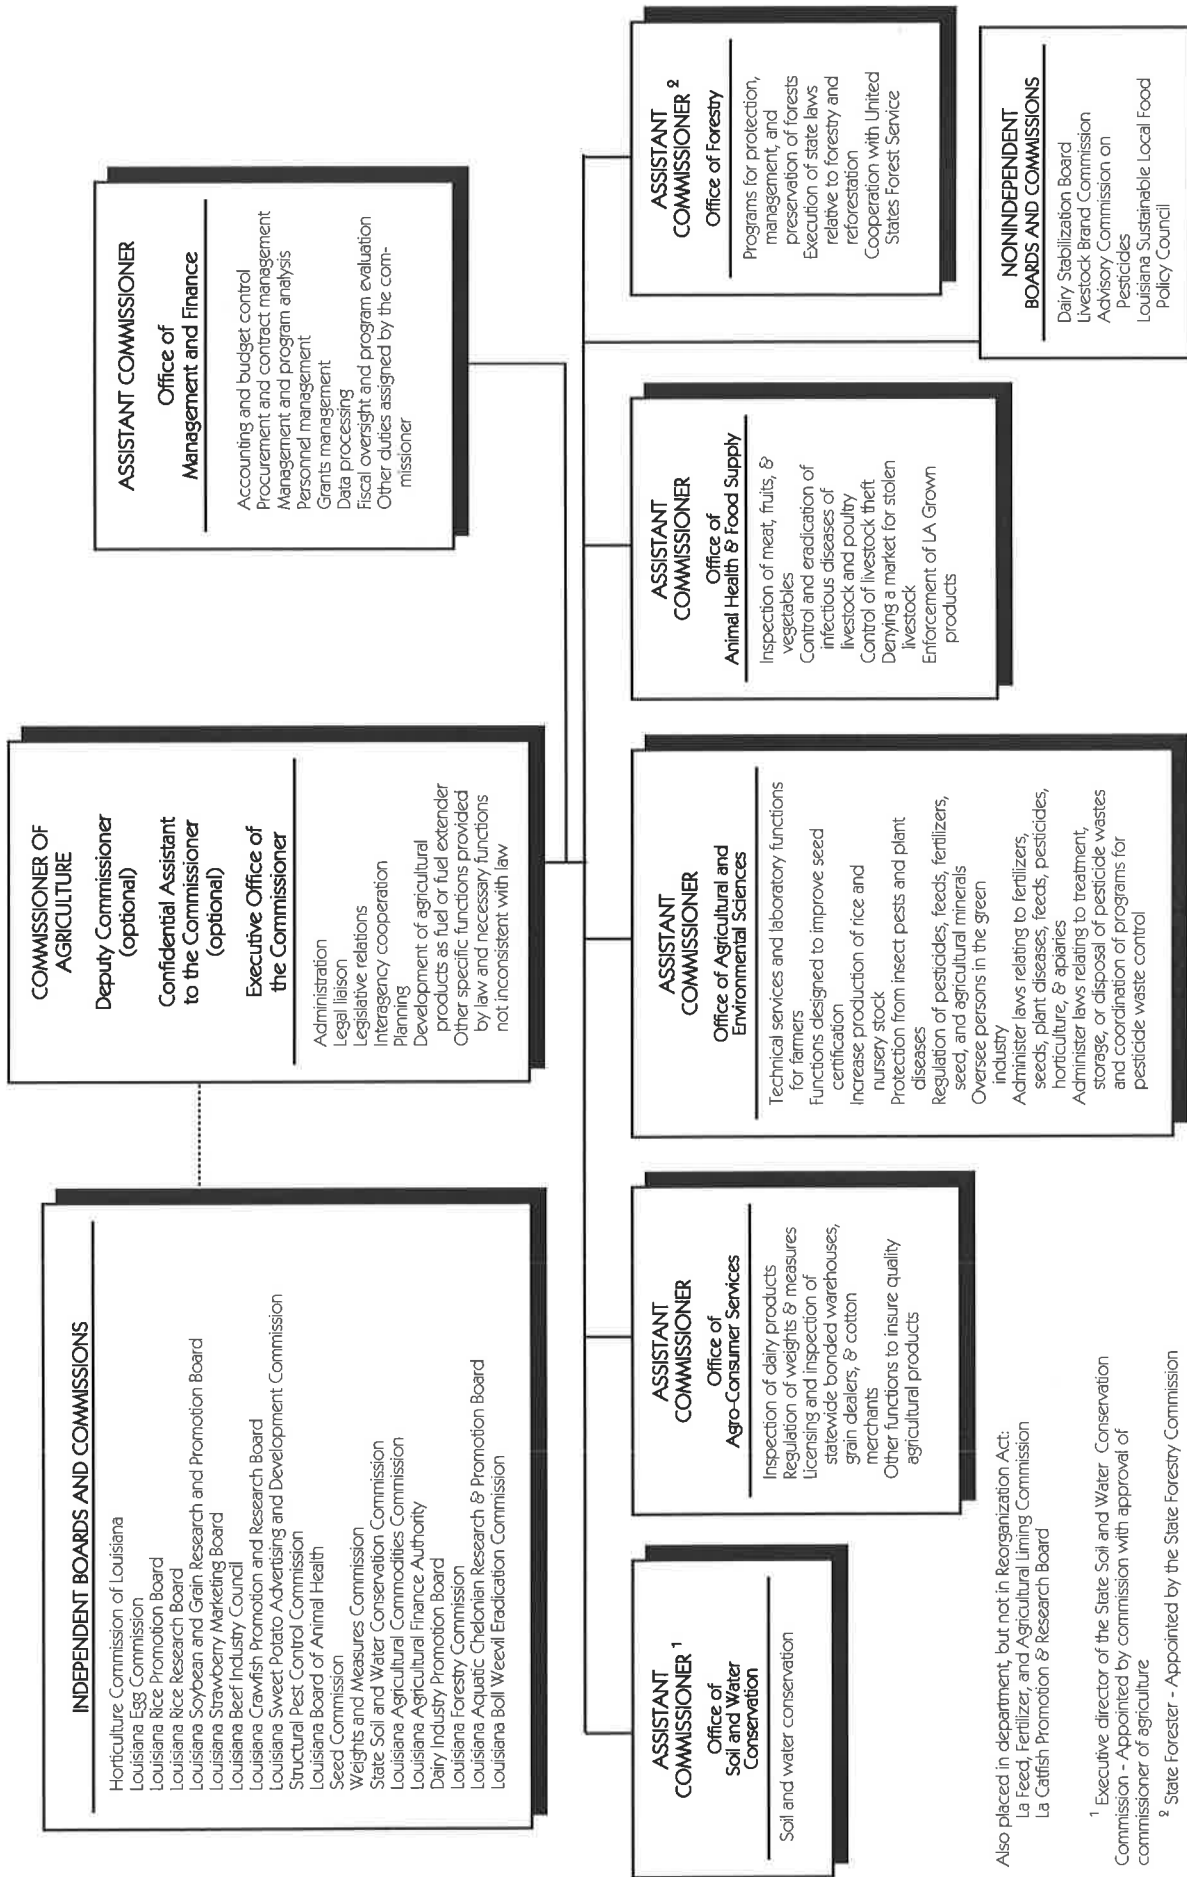 COMMISSIONER OF
AGRICULTURE
Deputy Commissioner
(optional)
Confidential Assistant
to the Commissioner
(optional)
Executive Office of
the Commissioner
Administration
Legal liaison
Legislative relations
Interagency cooperation
Planning
Development of agricultural
products as fuel or fuel extender
Other specific functions provided
by law and necessary functions
not inconsistent with law
INDEPENDENT BOARDS AND COMMISSIONS
Horticulture Commission of Louisiana
Louisiana Egg Commission
Louisiana Rice Promotion Board
Louisiana Rice Research Board
Louisiana Soybean and Grain Research and Promotion Board
Louisiana Strawberry Marketing Board
Louisiana Beef Industry Council
Louisiana Crawfish Promotion and Research Board
Louisiana Sweet Potato Advertising and Development Commission
Structural Pest Control Commission
Louisiana Board of Animal Health
Seed Commission
Weights and Measures Commission
State Soil and Water Conservation Commission
Louisiana Agricultural Commodities Commission
Louisiana Agricultural Finance Authority
Dairy Industry Promotion Board
Louisiana Forestry Commission
Louisiana Aquatic Chelonian Research & Promotion Board
Louisiana Boll Weevil Eradication Commission
ASSISTANT COMMISSIONER
Office of
Management and Finance
Accounting and budget control
Procurement and contract management
Management and program analysis
Personnel management
Grants management
Data processing
Fiscal oversight and program evaluation
Other duties assigned by the com-
missioner
ASSISTANT
COMMISSIONER 1
Office of
Soil and Water
Conservation
Soil and water conservation
ASSISTANT
COMMISSIONER
Office of
Agro-Consumer Services
Inspection of dairy products
Regulation of weights & measures
Licensing and inspection of
statewide bonded warehouses,
grain dealers, & cotton
merchants
Other functions to insure quality
agricultural products
ASSISTANT
COMMISSIONER
Office of Agricultural and
Environmental Sciences
Technical services and laboratory functions
for farmers
Functions designed to improve seed
certification
Increase production of rice and
nursery stock
Protection from insect pests and plant
diseases
Regulation of pesticides, feeds, fertilizers,
seed, and agricultural minerals
Oversee persons in the green
industry
Administer laws relating to fertilizers,
seeds, plant diseases, feeds, pesticides,
horticulture, & apiaries
Administer laws relating to treatment,
storage, or disposal of pesticide wastes
and coordination of programs for
pesticide waste control
ASSISTANT
COMMISSIONER
Office of
Animal Health & Food Supply
Inspection of meat, fruits, &
vegetables
Control and eradication of
infectious diseases of
livestock and poultry
Control of livestock theft
Denying a market for stolen
livestock
Enforcement of LA Grown
products
ASSISTANT
COMMISSIONER 2
Office of Forestry
Programs for protection,
management, and
preservation of forests
Execution of state laws
relative to forestry and
reforestation
Cooperation with United
States Forest Service
NONINDEPENDENT
BOARDS AND COMMISSIONS
Dairy Stabilization Board
Livestock Brand Commission
Advisory Commission on
Pesticides
Louisiana Sustainable Local Food
Policy Council
Also placed in department, but not in Reorganization Act:
La Feed, Fertilizer, and Agricultural Liming Commission
La Catfish Promotion & Research Board
1 Executive director of the State Soil and Water Conservation
Commission - Appointed by commission with approval of
commissioner of agriculture
2 State Forester - Appointed by the State Forestry Commission